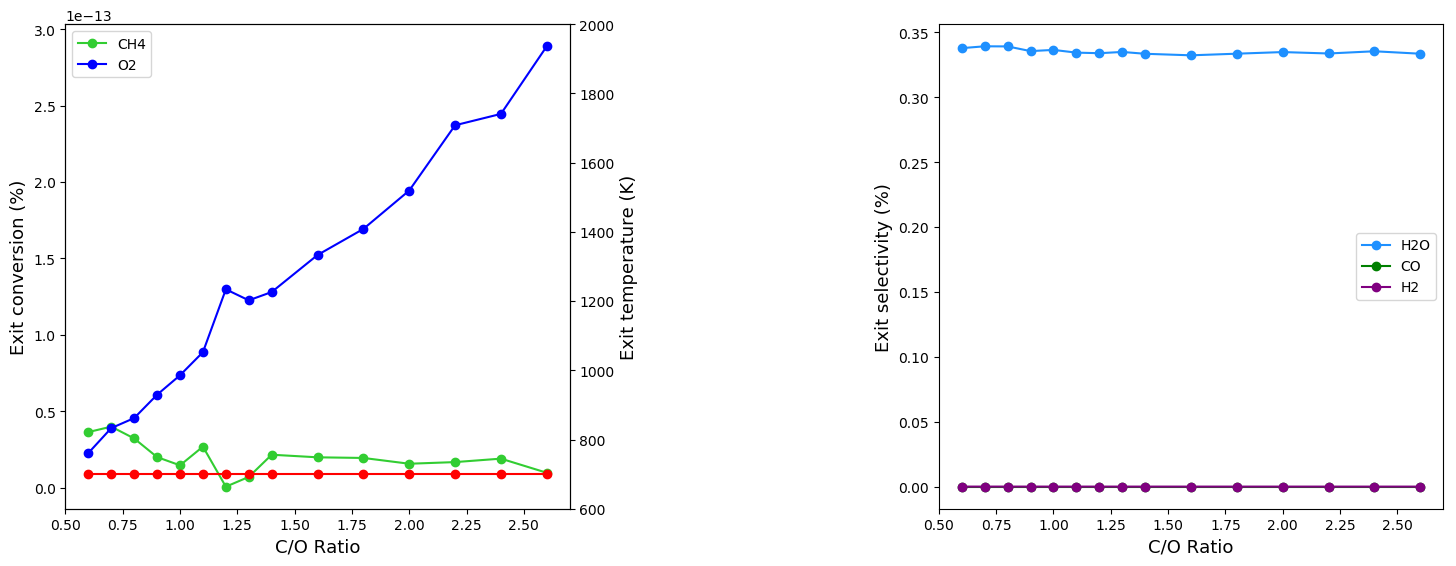 1e−13
3.0
2.5
2.0
1.5
1.0
0.5
0.0
Exit conversion (%)
CH4
O2
2000
1800
1600
1400
1200
1000
800
600
Exit temperature (K)
0.50 0.75 1.00 1.25 1.50 1.75 2.00 2.25 2.50
C/O Ratio
0.35
0.30
0.25
0.20
0.15
0.10
0.05
0.00
Exit selectivity (%)
H2O
CO
H2
0.50 0.75 1.00 1.25 1.50 1.75 2.00 2.25 2.50
C/O Ratio